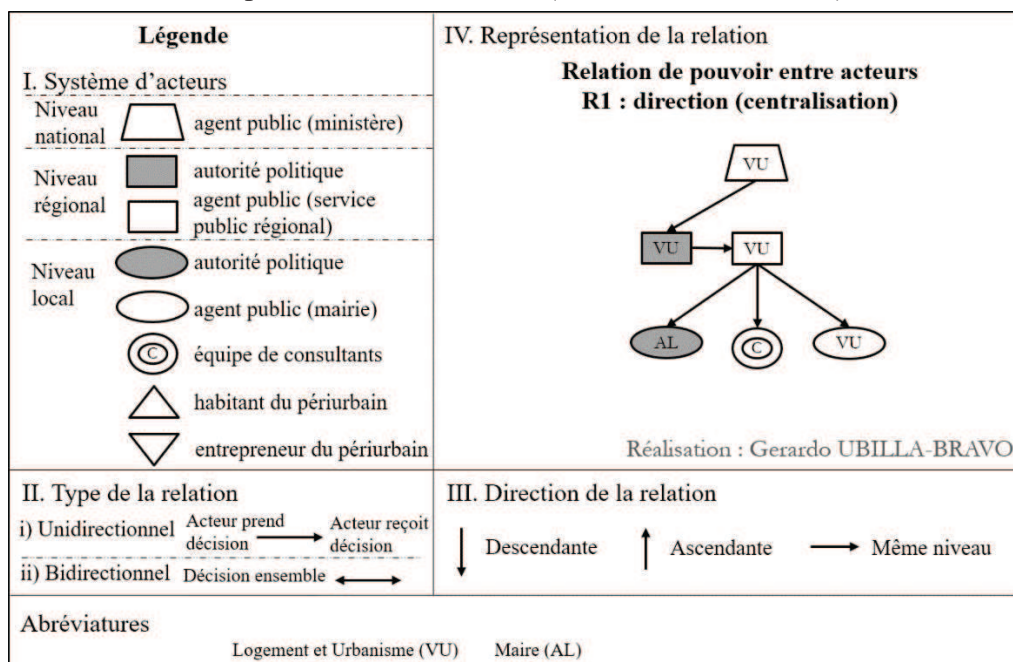 Légende
I. Système d'acteurs
Niveau
national
agent public (ministère)
Niveau
régional
autorité politique
agent public (service
public régional)
Niveau
local
autorité politique
agent public (mairie)
C
équipe de consultants
habitant du périurbain
entrepreneur du périurbain
IV. Représentation de la relation
Relation de pouvoir entre acteurs
R1 : direction (centralisation)
VU
VU
VU
AL
C
VU
Réalisation : Gerardo UBILLA-BRAVO
II. Type de la relation
i) Unidirectionnel
Acteur prend
décision
Acteur reçoit
décision
ii) Bidirectionnel
Décision ensemble
III. Direction de la relation
Descendante
Ascendante
Même niveau
Abréviatures
Logement et Urbanisme (VU)
Maire (AL)